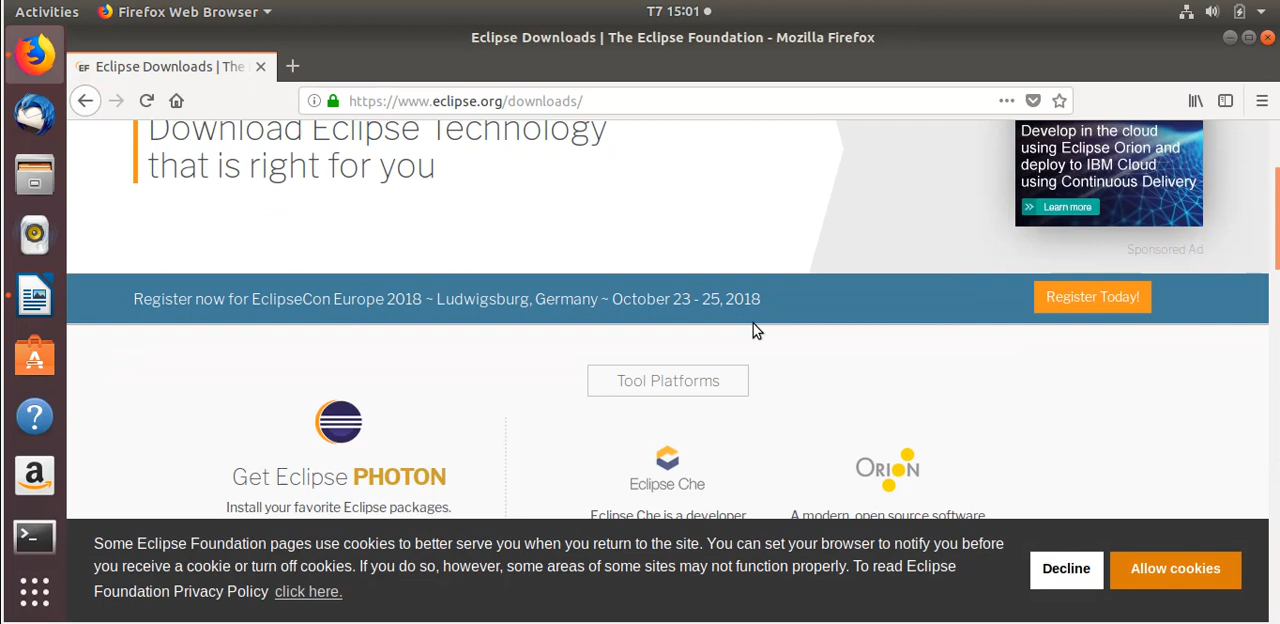 Activities
Firefox Web Browser
T7 15:01
Eclipse Downloads | The Eclipse Foundation - Mozilla Firefox
EF Eclipse Downloads | The
https://www.eclipse.org/downloads/
Download Eclipse Technology
that is right for you
Develop in the cloud
using Eclipse Orion and
deploy to IBM Cloud
using Continuous Delivery
Learn more
Sponsored Ad
Register now for EclipseCon Europe 2018 ~ Ludwigsburg, Germany ~ October 23 - 25, 2018
Register Today!
Tool Platforms
Get Eclipse PHOTON
Install your favorite Eclipse packages.
Eclipse Che
Eclipse Che is a developer
ORION
A modern, open source software
Some Eclipse Foundation pages use cookies to better serve you when you return to the site. You can set your browser to notify you before
you receive a cookie or turn off cookies. If you do so, however, some areas of some sites may not function properly. To read Eclipse
Foundation Privacy Policy click here.
Decline
Allow cookies